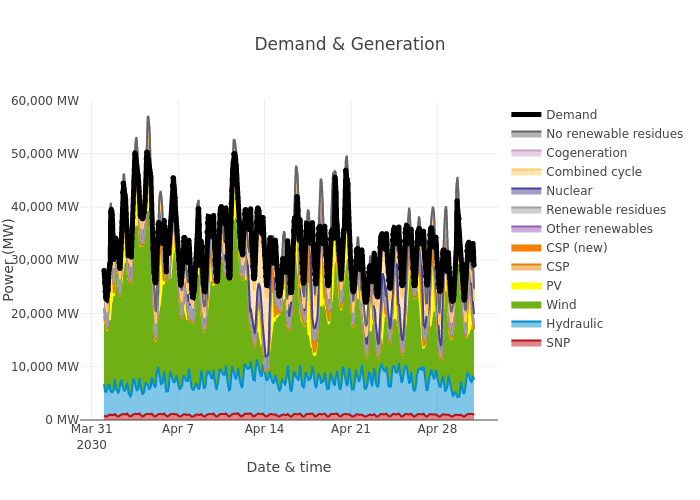 Demand & Generation
60,000 MW
50,000 MW
40,000 MW
30,000 MW
20,000 MW
10,000 MW
0 MW
Power (MW)
Mar 31
2030
Apr 7
Apr 14
Apr 21
Apr 28
Date & time
Demand
No renewable residues
Cogeneration
Combined cycle
Nuclear
Renewable residues
Other renewables
CSP (new)
CSP
PV
Wind
Hydraulic
SNP